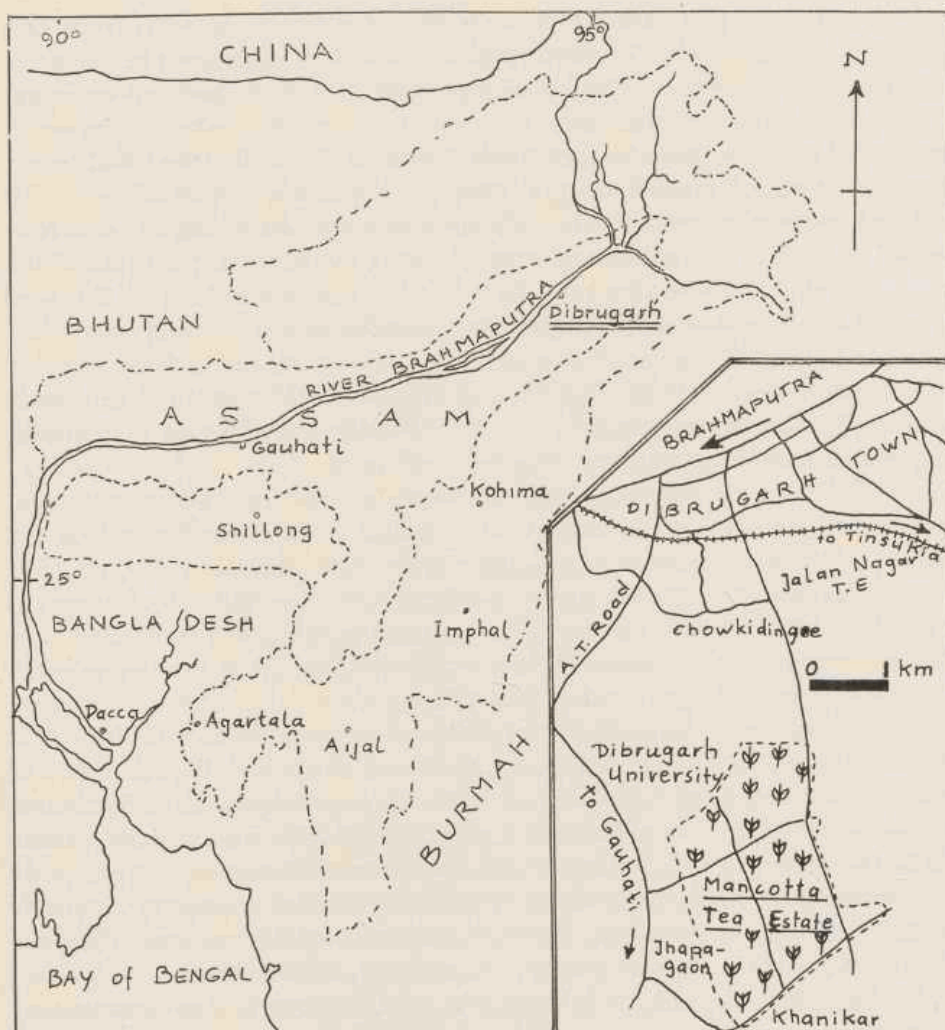 90°
95°
CHINA
N
BHUTAN
Dibrugarh
RIVER BRAHMAPUTRA
ASSAM
Gauhati
Kohima
Shillong
25°
BANGLA DESH
Imphal
Dacca
Agartala
Aijal
BURMAH
BAY of BENGAL
BRAHMAPUTRA
DIBRUGARH TOWN
to Tinsukia
Jalan Nagar
T.E
A.T. ROAD
Chowkidingee
0 1 km
Dibrugarh
University
to Gauhati
Mancotta
Tea Estate
Jhapa-
gaon
Khanikar